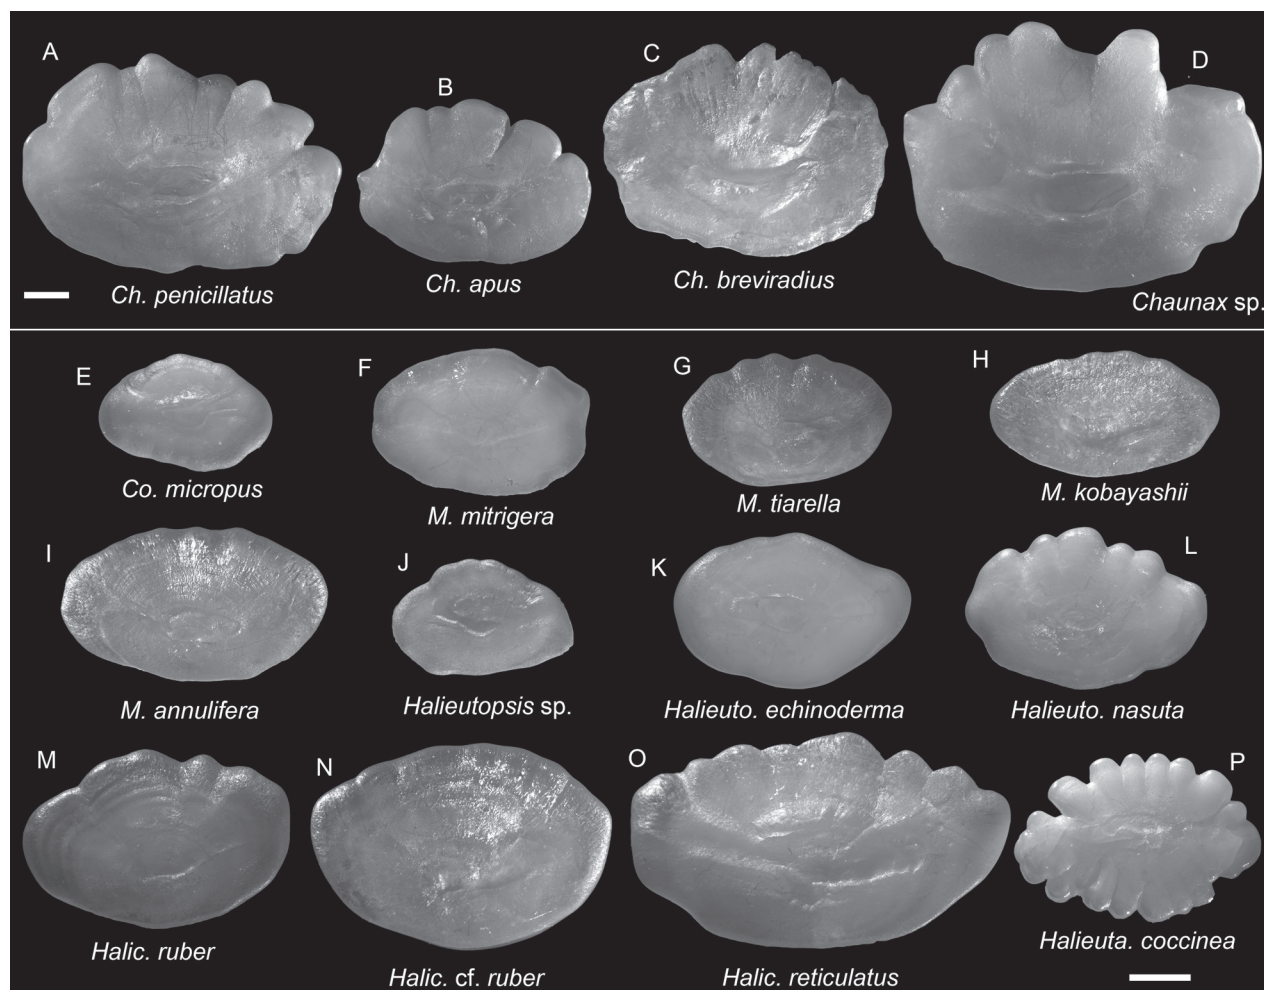 A
B
C
D
Ch. penicillatus
Ch. apus
Ch. breviradius
Chaunax sp.
E
F
G
H
Co. micropus
M. mitrigera
M. tiarella
M. kobayashii
I
J
K
L
M. annulifera
Halieutopsis sp.
Halieuto. echinoderma
Halieuto. nasuta
M
N
O
P
Halic. ruber
Halic. cf. ruber
Halic. reticulatus
Halieuta. coccinea